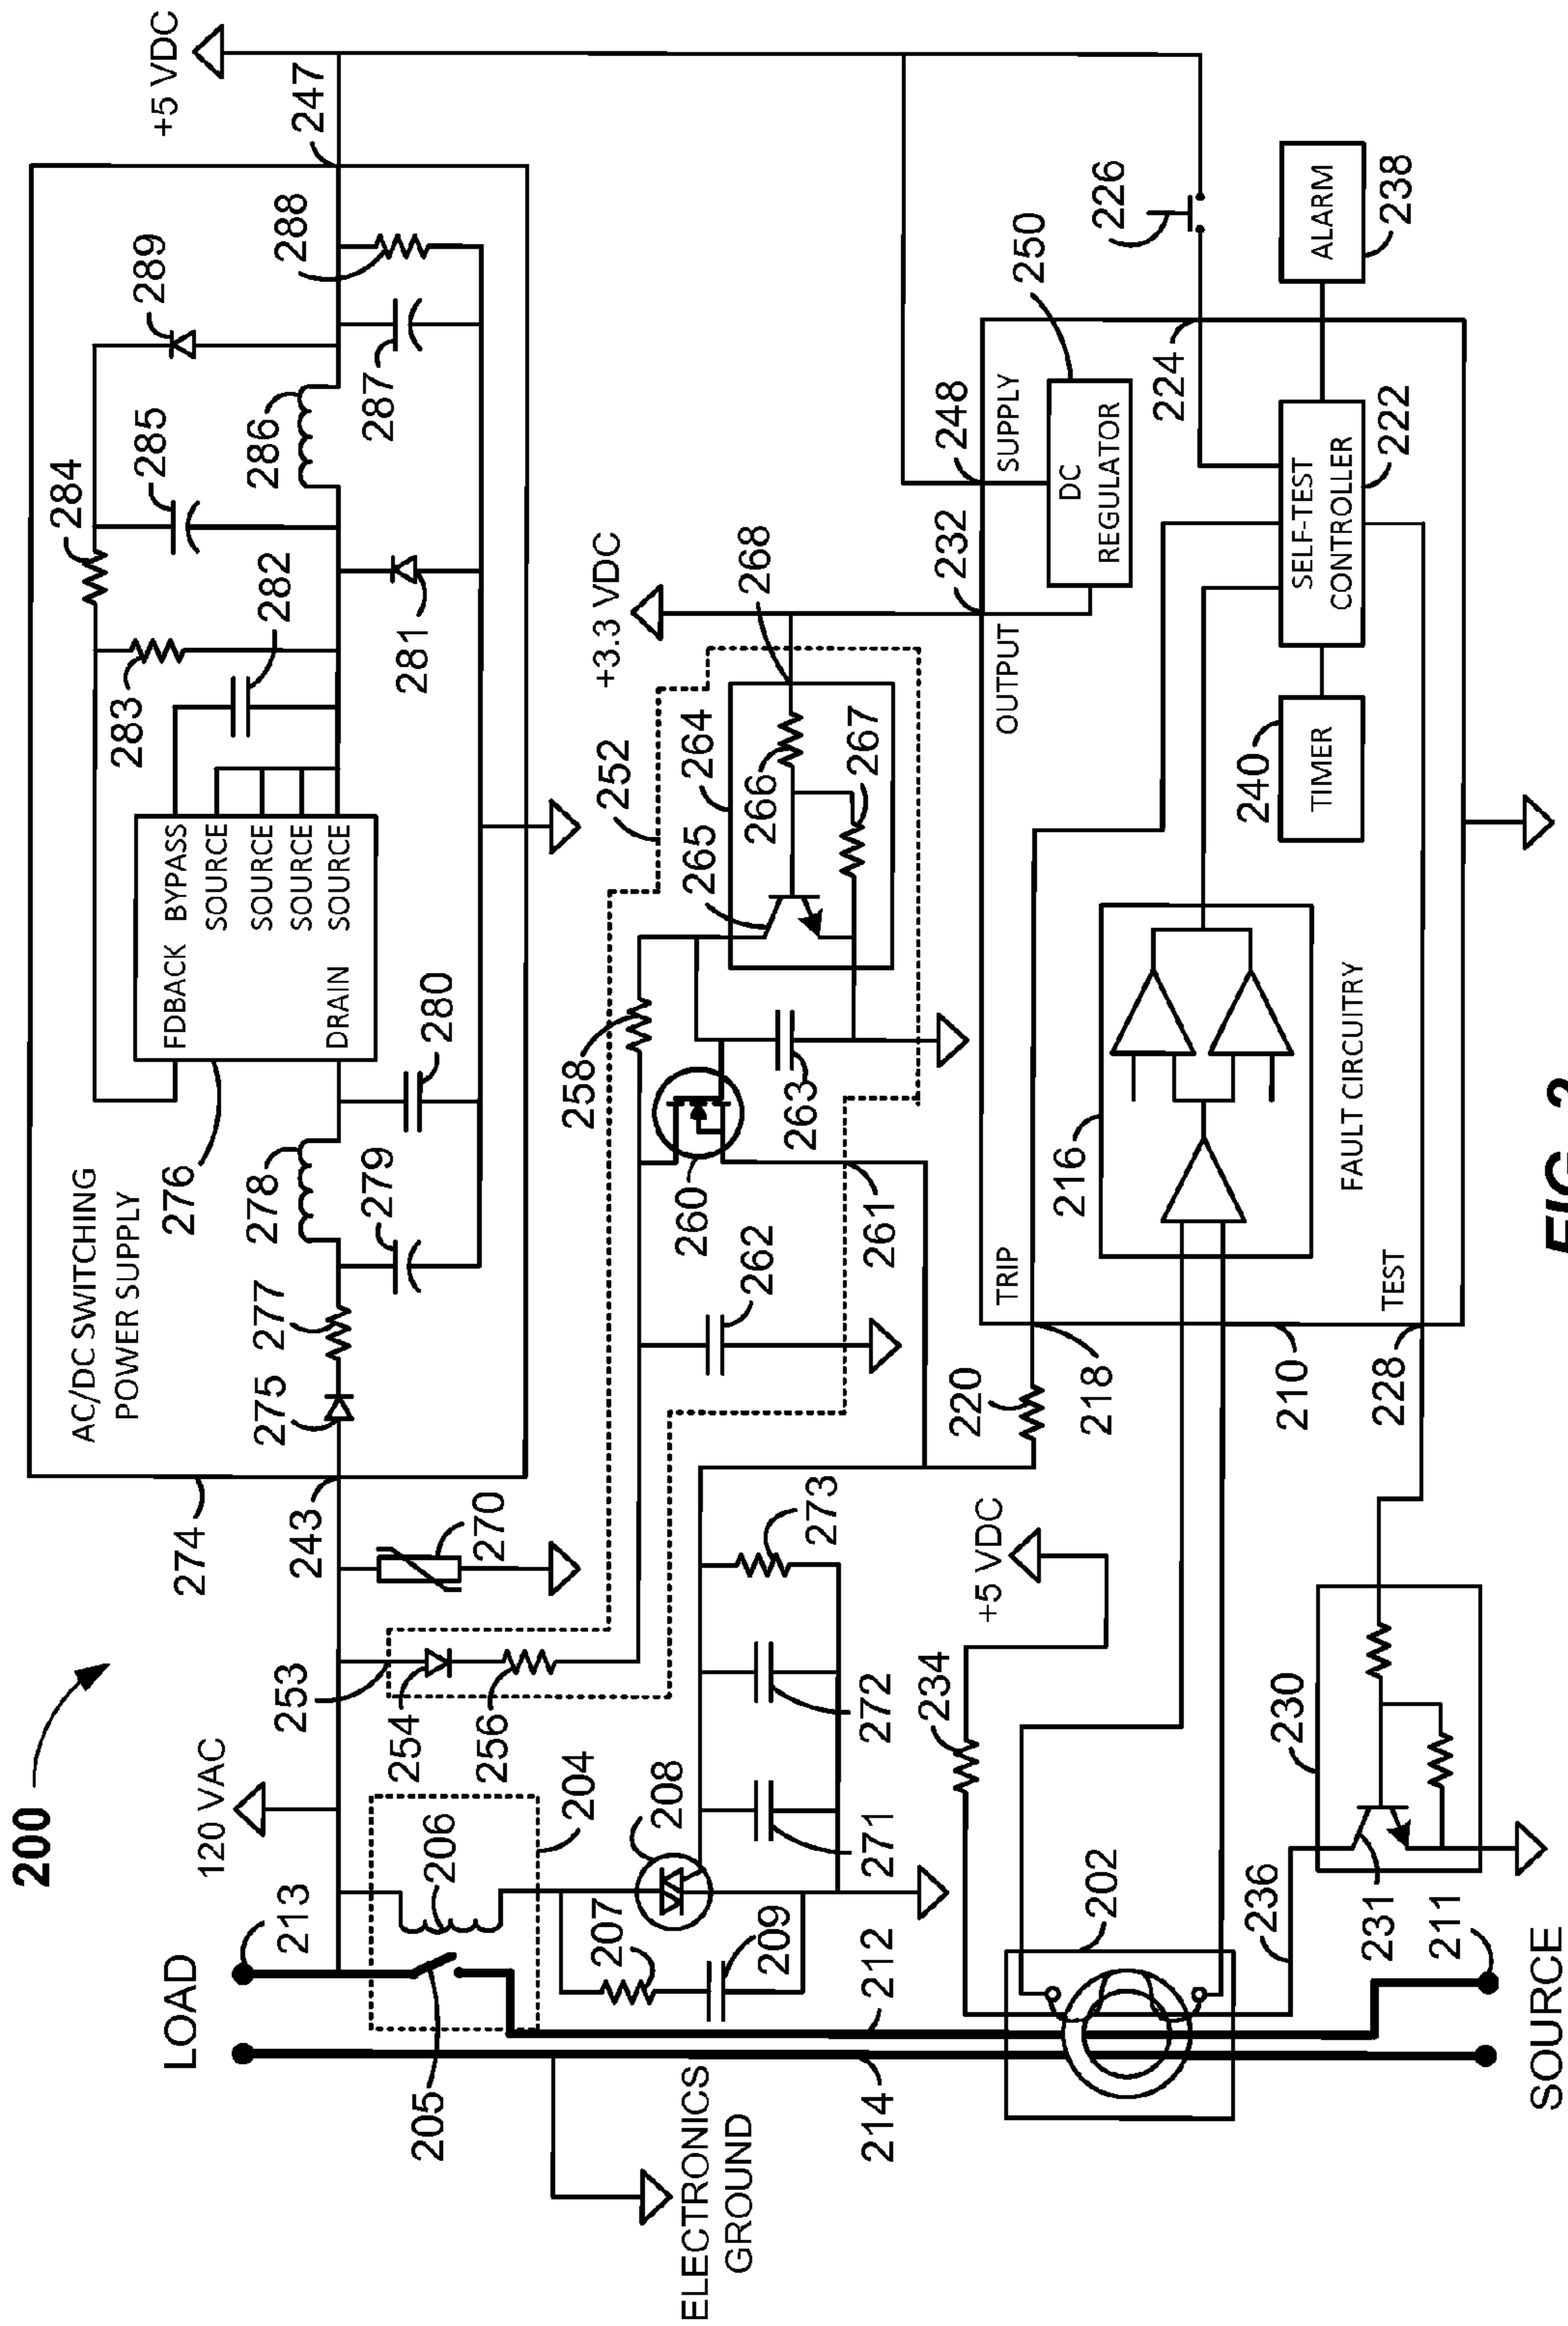 200
LOAD
213
120 VAC
205
206
204
207
208
209
212
214
ELECTRONICS
GROUND
202
SOURCE
211
231
230
236
234
+5 VDC
271
272
273
253
254
256
270
243
274
AC/DC SWITCHING
POWER SUPPLY
275
277
278
279
276
280
FDBACK
BYPASS
SOURCE
SOURCE
SOURCE
SOURCE
DRAIN
283
282
281
284
285
286
287
289
288
247
+5 VDC
262
261
260
258
263
252
265
264
266
267
268
+3.3 VDC
232
248
250
226
224
OUTPUT
SUPPLY
DC
REGULATOR
220
218
TRIP
210
228
TEST
216
FAULT CIRCUITRY
240
TIMER
SELF-TEST
CONTROLLER
222
ALARM
238
FIG. 2